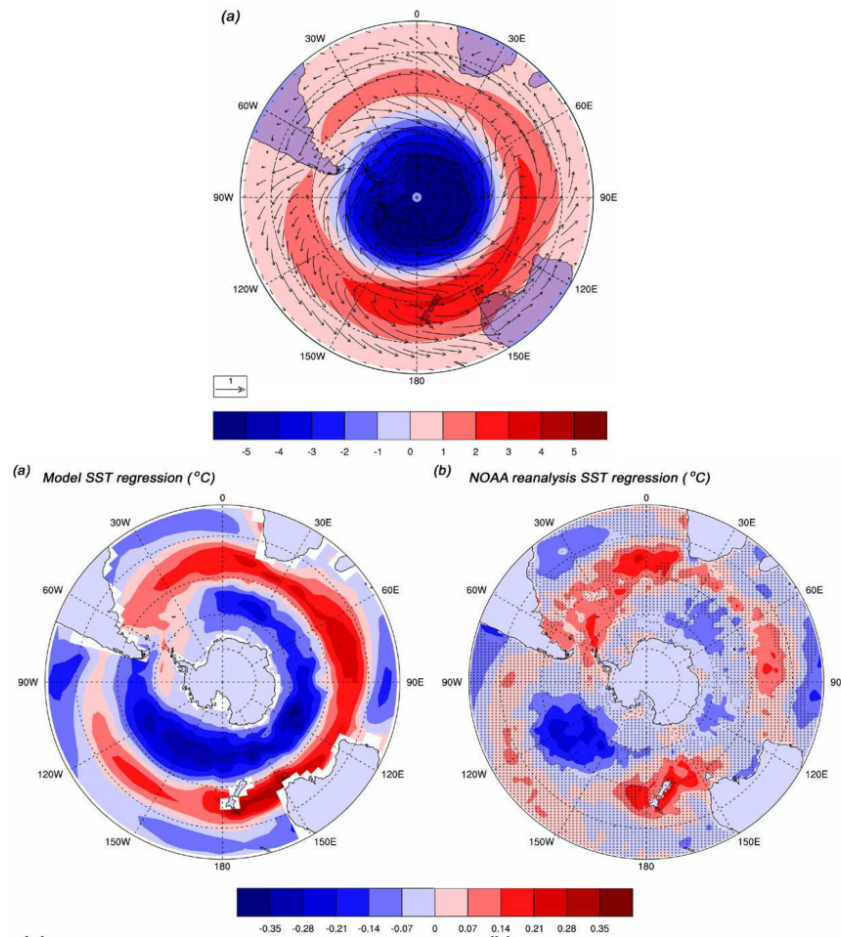 (a)
0
30W
30E
60W
60E
90W
90E
120W
120E
150W
150E
180
1
-5 -4 -3 -2 -1 0 1 2 3 4 5
(a) Model SST regression (°C)
0
30W
30E
60W
60E
90W
90E
120W
120E
150W
150E
180
(b) NOAA reanalysis SST regression (°C)
0
30W
30E
60W
60E
90W
90
120W
120E
150W
150E
180
-0.35 -0.28 -0.21 -0.14 -0.07 0 0.07 0.14 0.21 0.28 0.35